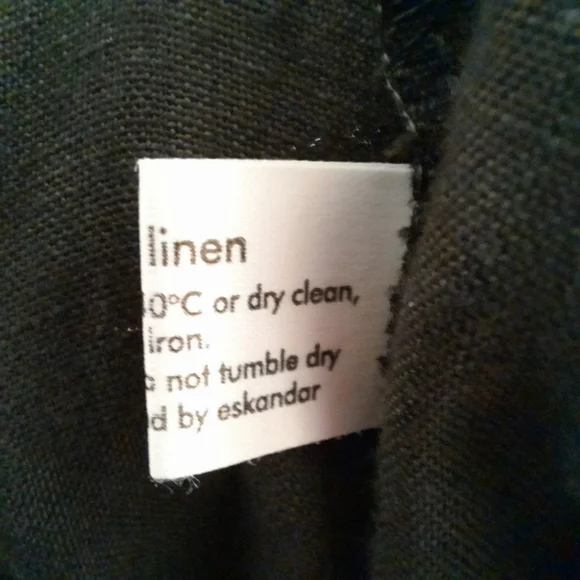 linen
0°C or dry clean,
iron.
not tumble dry
by eskandar